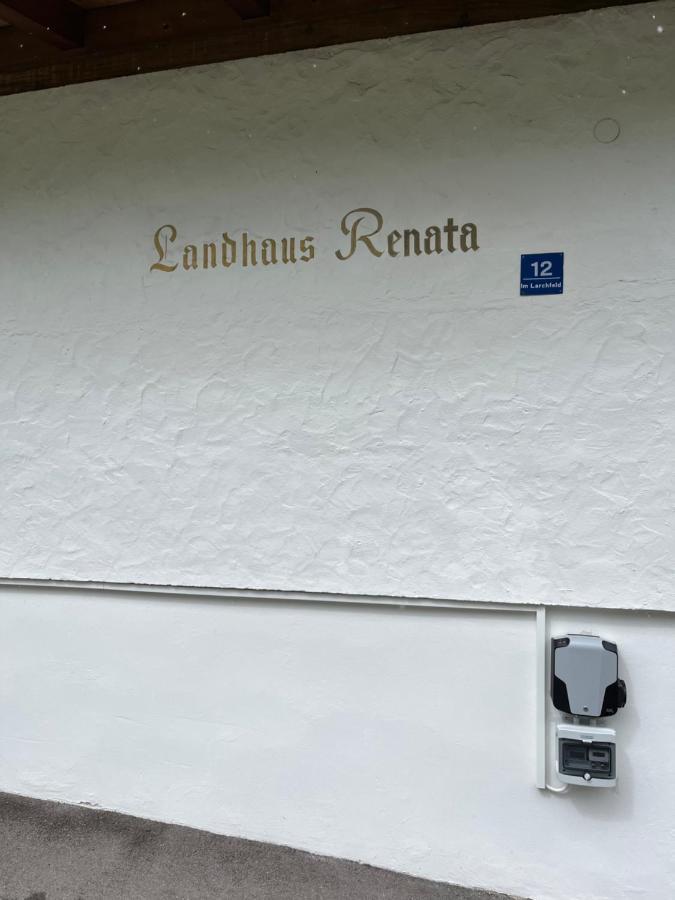 Landhaus Renata
12
Im Larchfeld